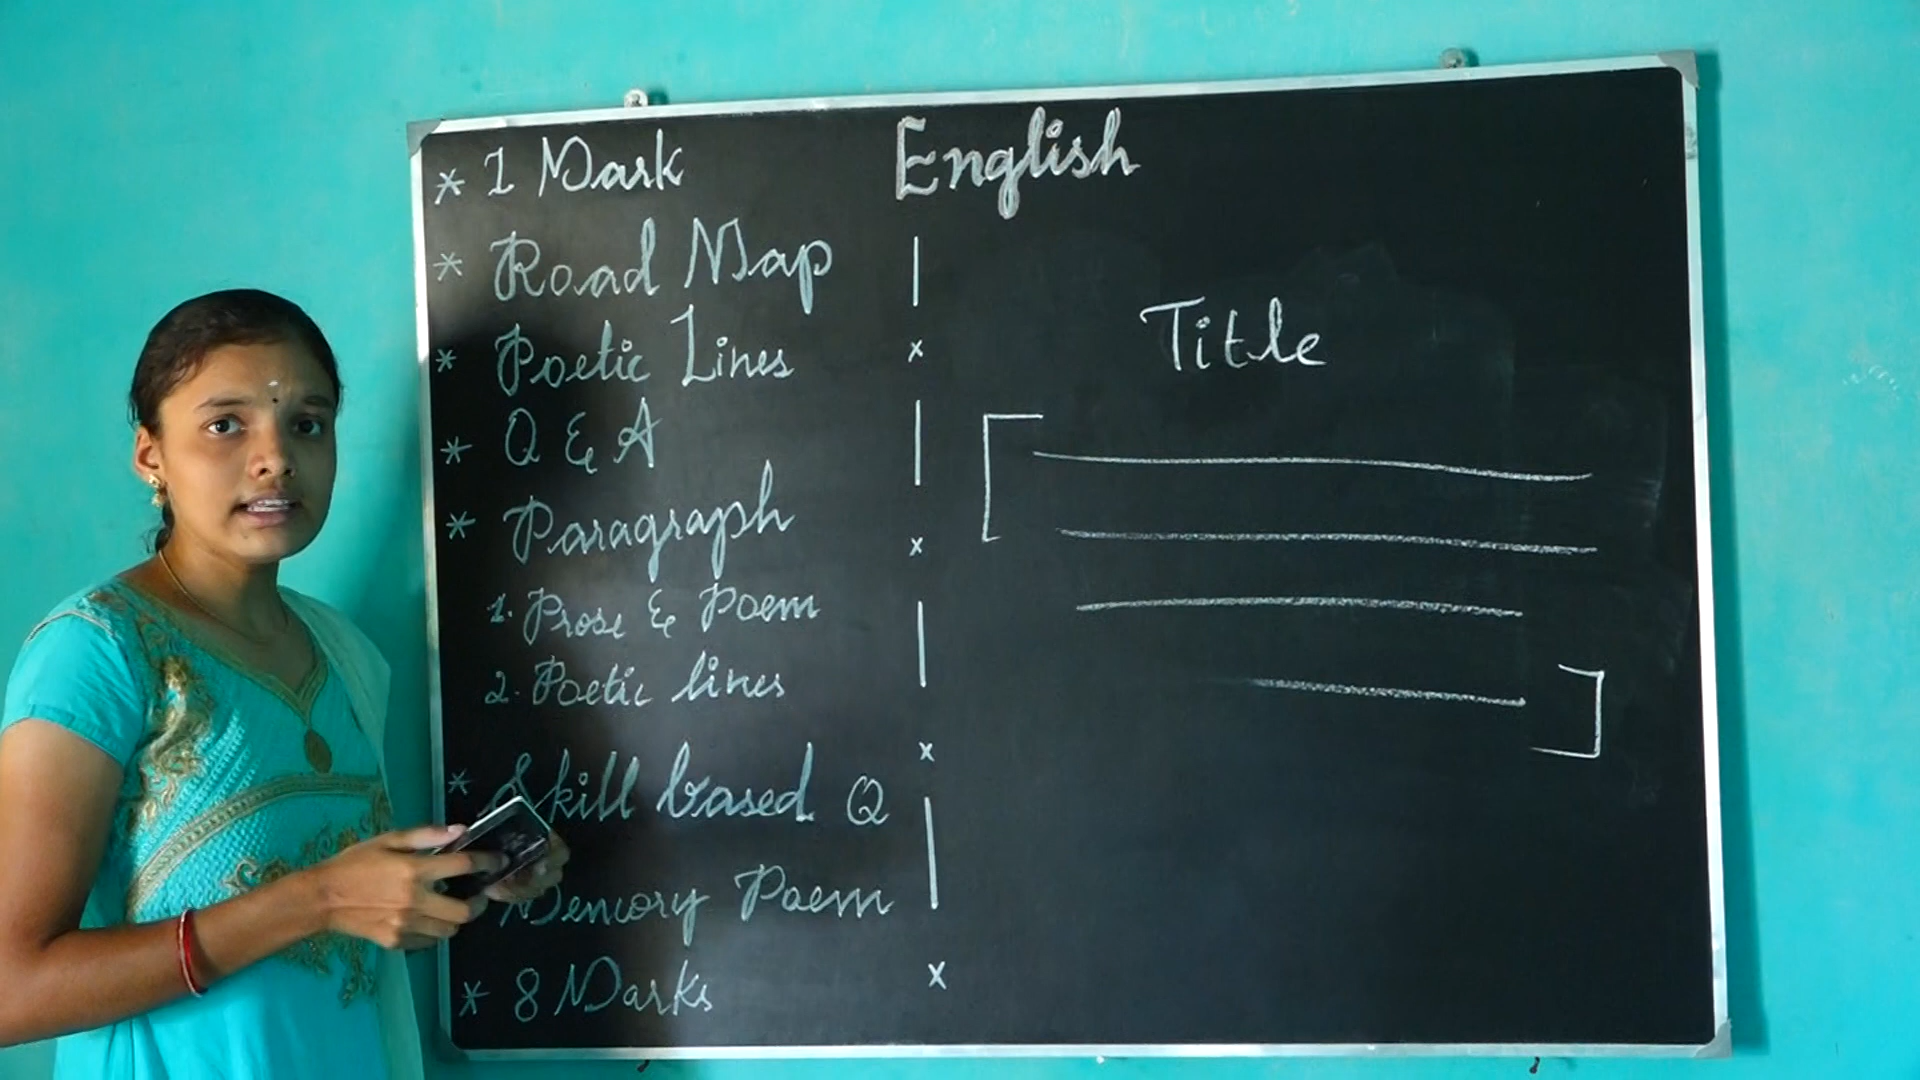 English
* 1 Mark
* Road Map
* Poetic Lines
* Q & A
* Paragraph
1. Prose & Poem
2. Poetic lines
* Skill based Q
Memory Poem
* 8 Marks
Title